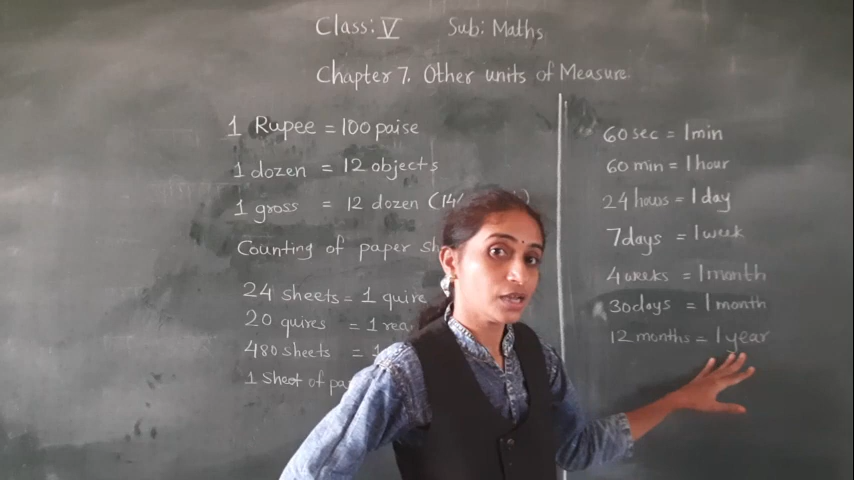 Class: V Sub: Maths
Chapter 7. Other units of Measure
1 Rupee = 100 paise
1 dozen = 12 objects
1 gross = 12 dozen (14
Counting of paper
24 sheets = 1 quire
20 quires = 1
480 sheets = 1
1 Sheet of
60 sec = 1 min
60 min = 1 hour
24 hours = 1 day
7 days = 1 week
4 weeks = 1 month
30 days = 1 month
12 months = 1 year